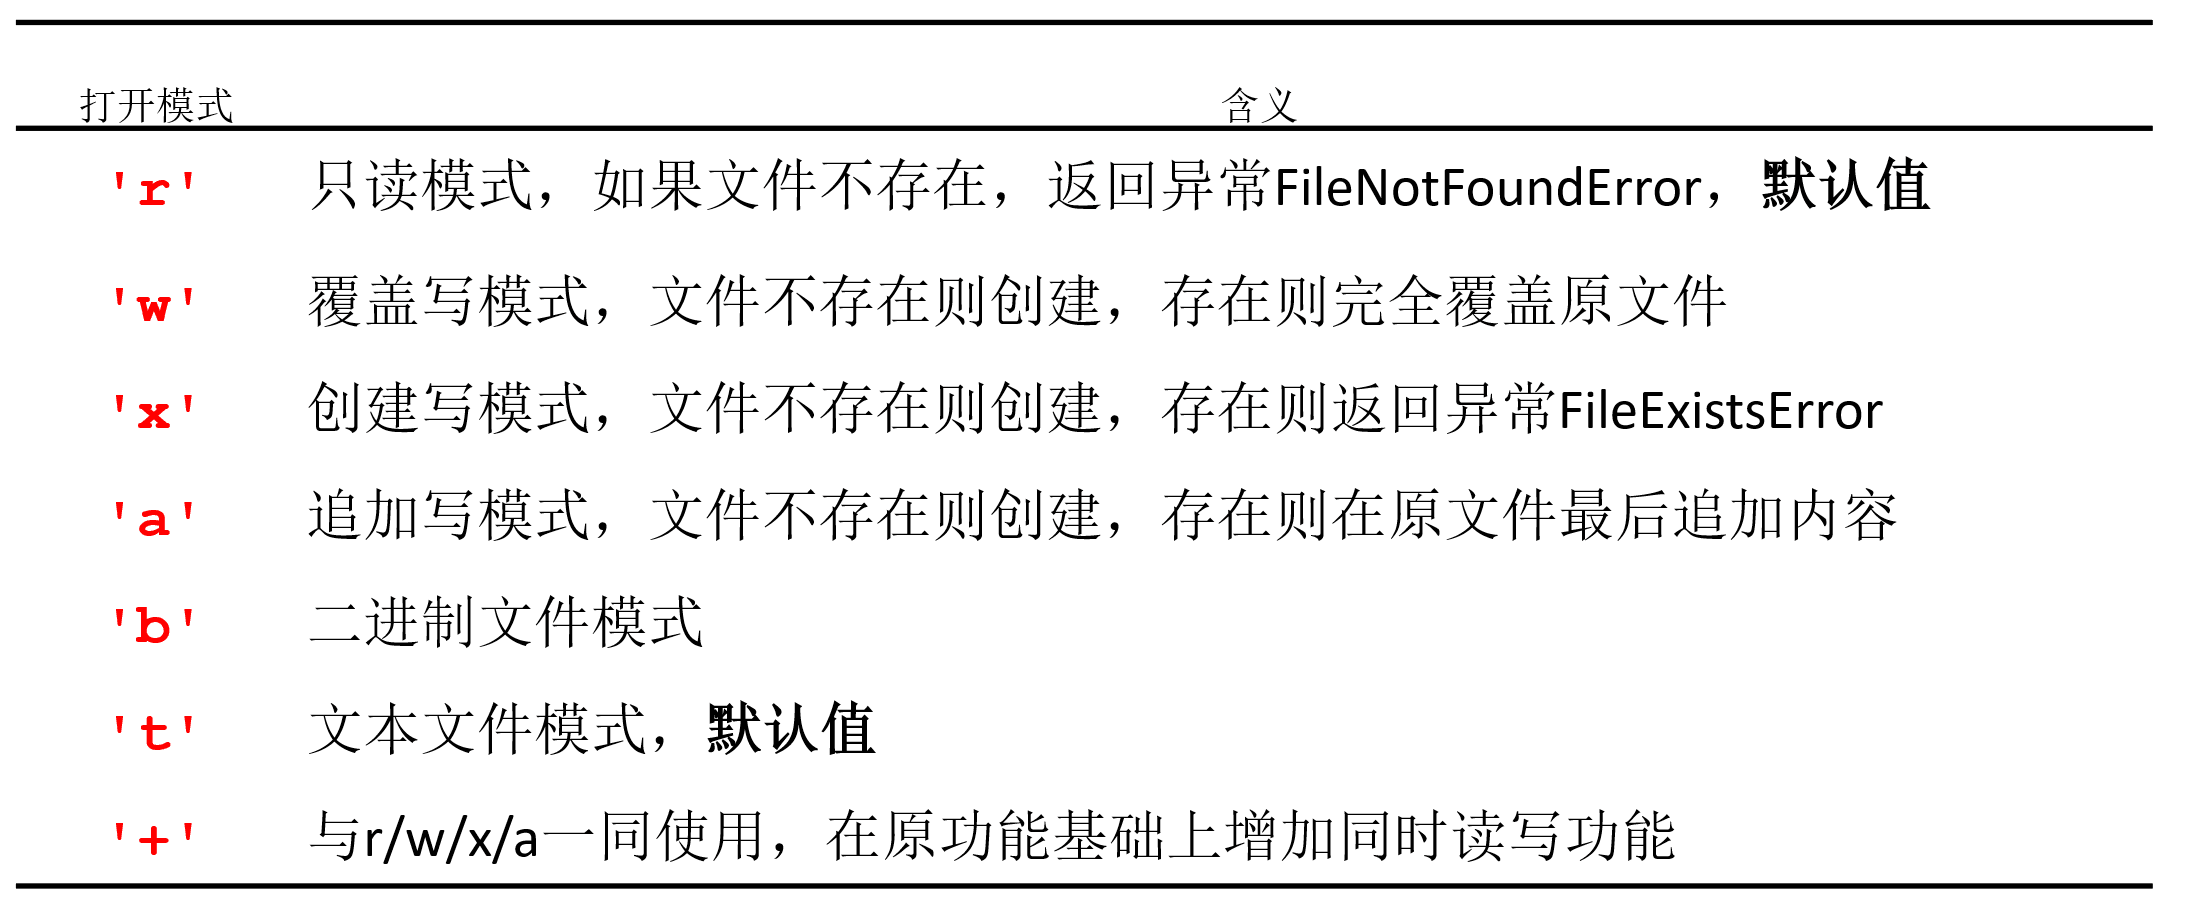 打开模式 含义
'r' 只读模式，如果文件不存在，返回异常FileNotFoundError，默认值
'w' 覆盖写模式，文件不存在则创建，存在则完全覆盖原文件
'x' 创建写模式，文件不存在则创建，存在则返回异常FileExistsError
'a' 追加写模式，文件不存在则创建，存在则在原文件最后追加内容
'b' 二进制文件模式
't' 文本文件模式，默认值
'+' 与r/w/x/a一同使用，在原功能基础上增加同时读写功能